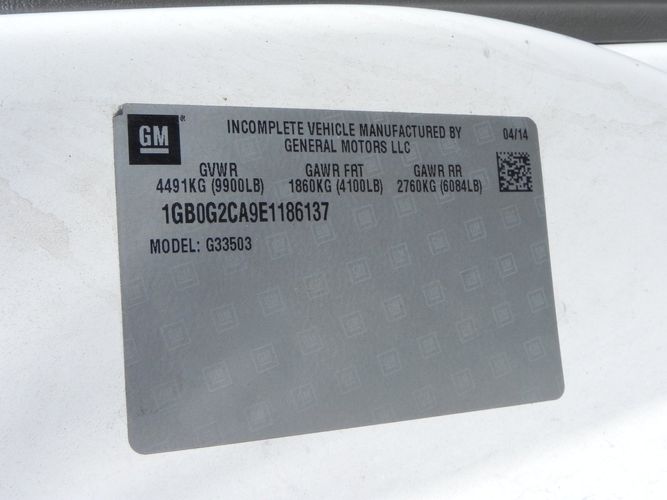 GM®
INCOMPLETE VEHICLE MANUFACTURED BY 04/14
GENERAL MOTORS LLC
GVWR GAWR FRT GAWR RR
4491KG (9900LB) 1860KG (4100LB) 2760KG (6084LB)
1GB0G2CA9E1186137
MODEL: G33503